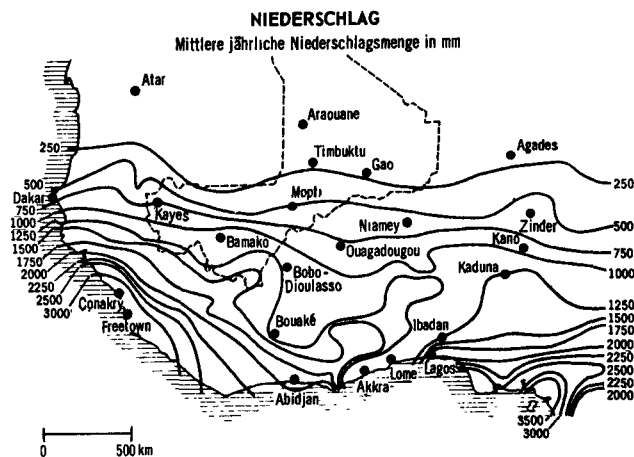 NIEDERSCHLAG
Mittlere jährliche Niederschlagsmenge in mm
Atar
Araouane
250
Timbuktu
Agades
Gao
250
500
Dakar
Kayes
Mopti
Niamey
Zinder
500
750
1000
1250
1500
1750
2000
2250
2500
3000
Bamako
Ouagadougou
Kano
750
1000
Bobo-
Dioulasso
Kaduna
Conakry
Freetown
Bouaké
Ibadan
1250
1500
1750
2000
2250
2500
2250
2000
Abidjan
Akkra
Lome
Lagos
3500
3000
0 500 km